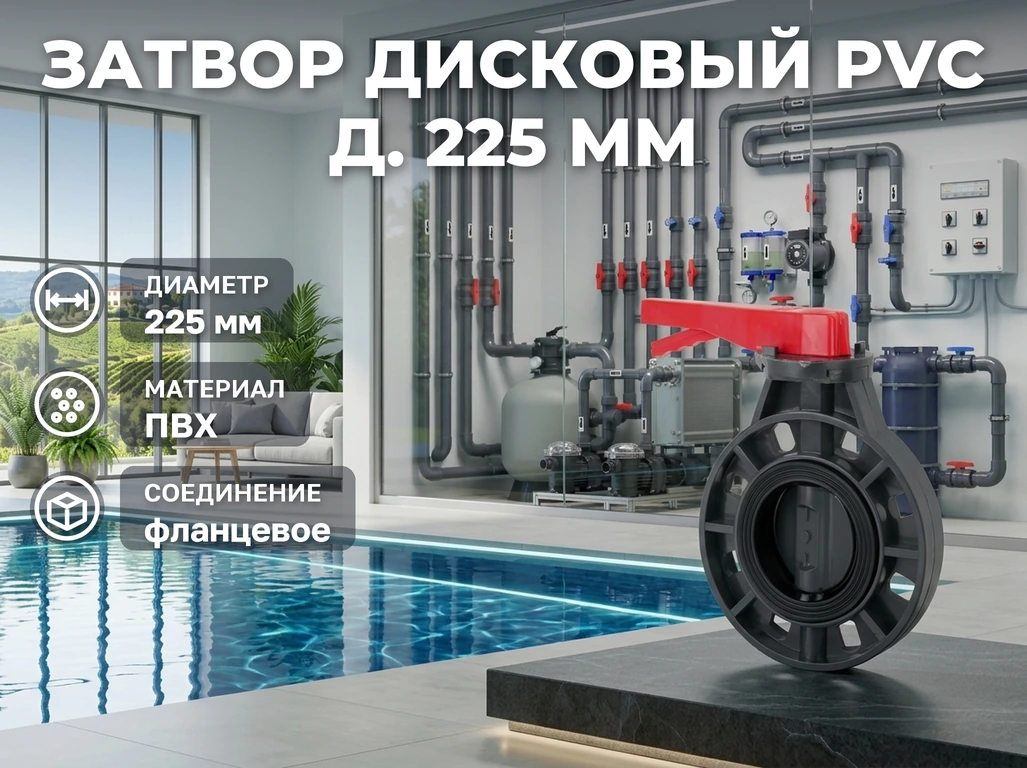 ЗАТВОР ДИСКОВЫЙ PVC
Д. 225 ММ
ДИАМЕТР
225 мм
МАТЕРИАЛ
ПВХ
СОЕДИНЕНИЕ
фланцевое